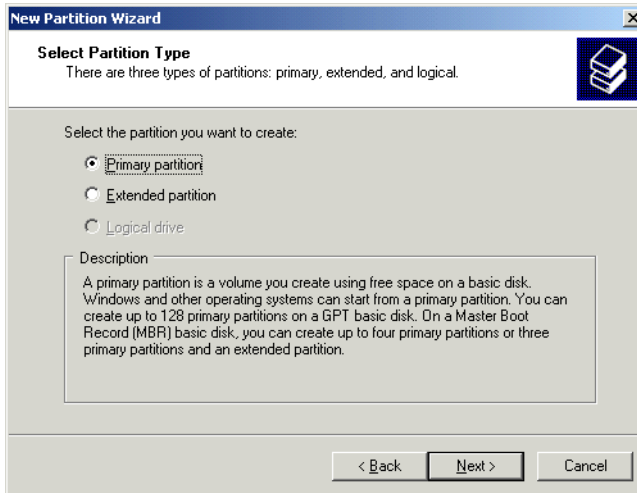 New Partition Wizard
Select Partition Type
There are three types of partitions: primary, extended, and logical.
Select the partition you want to create:
Primary partition
Extended partition
Logical drive
Description
A primary partition is a volume you create using free space on a basic disk.
Windows and other operating systems can start from a primary partition. You can
create up to 128 primary partitions on a GPT basic disk. On a Master Boot
Record (MBR) basic disk, you can create up to four primary partitions or three
primary partitions and an extended partition.
< Back
Next >
Cancel